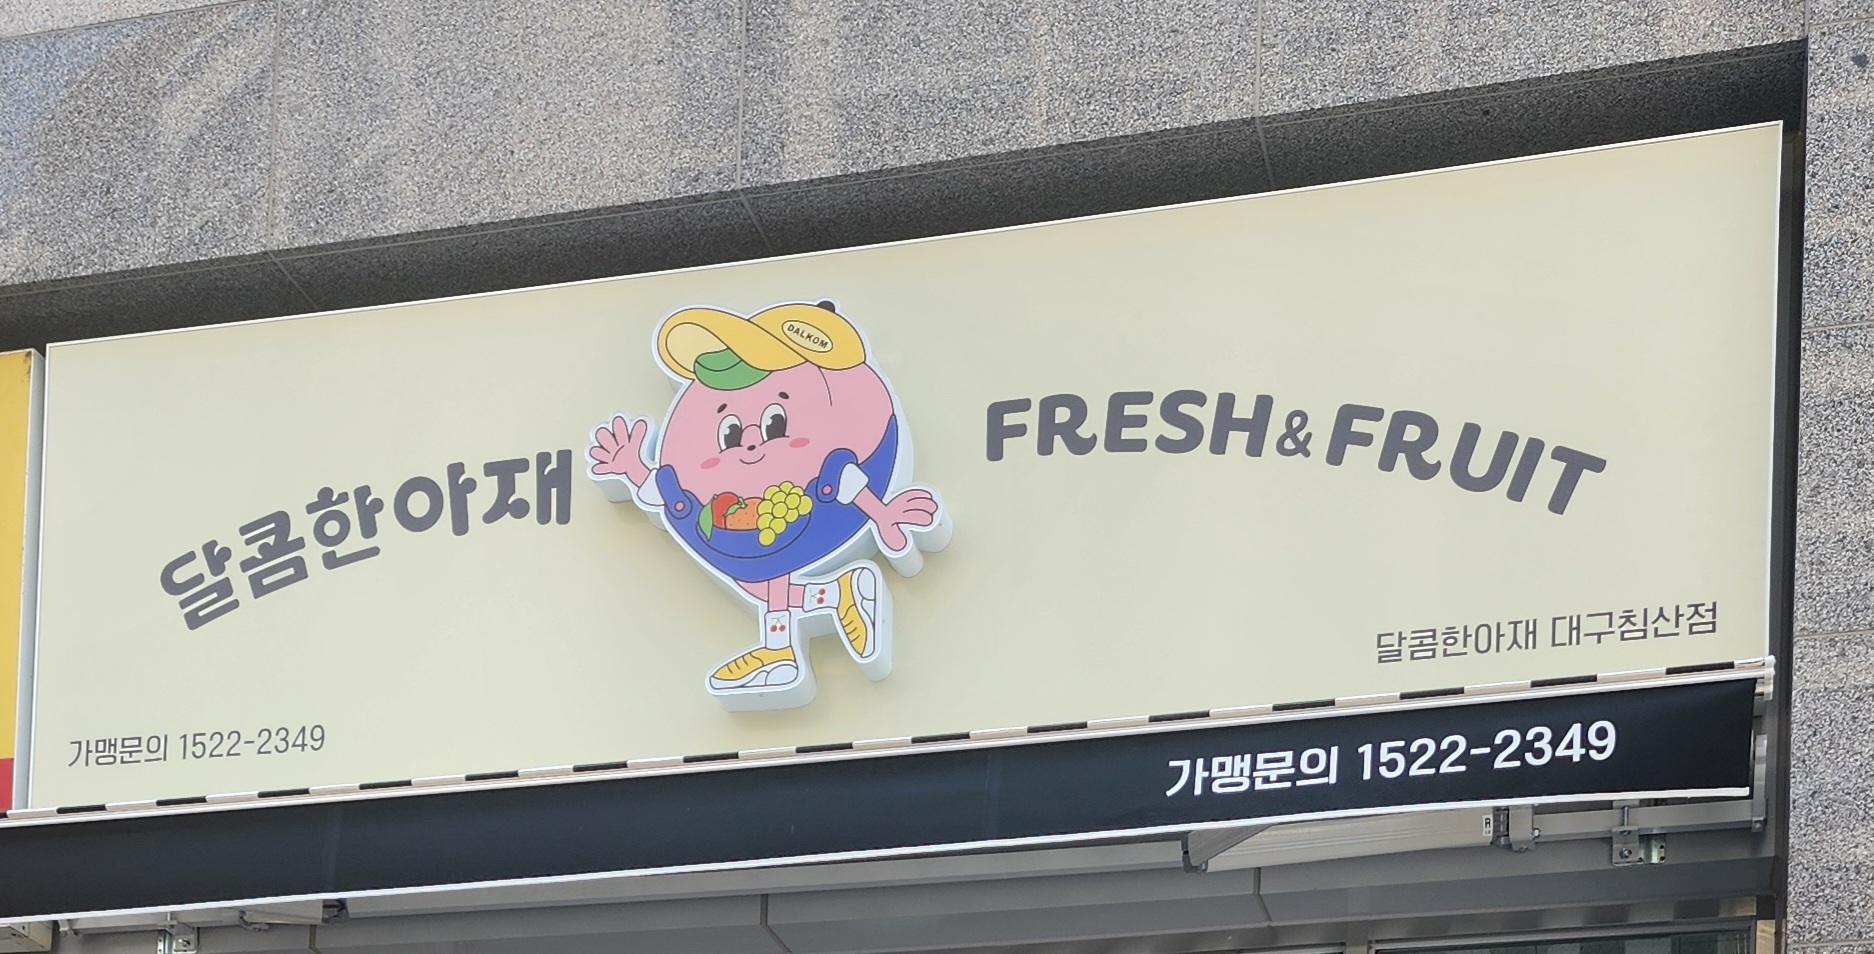 달콤한아재
DALKOM
FRESH&FRUIT
달콤한아재 대구침산점
가맹문의 1522-2349
가맹문의 1522-2349